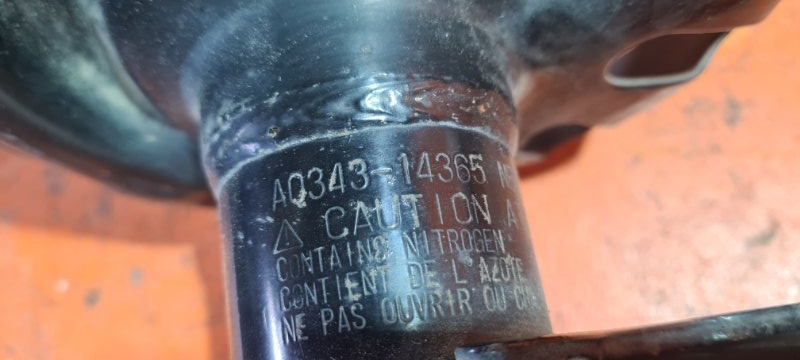 AQ343-14365
⚠ CAUTION
CONTAINS NITROGEN
CONTIENT DE L AZOTE
NE PAS OUVRIR OU